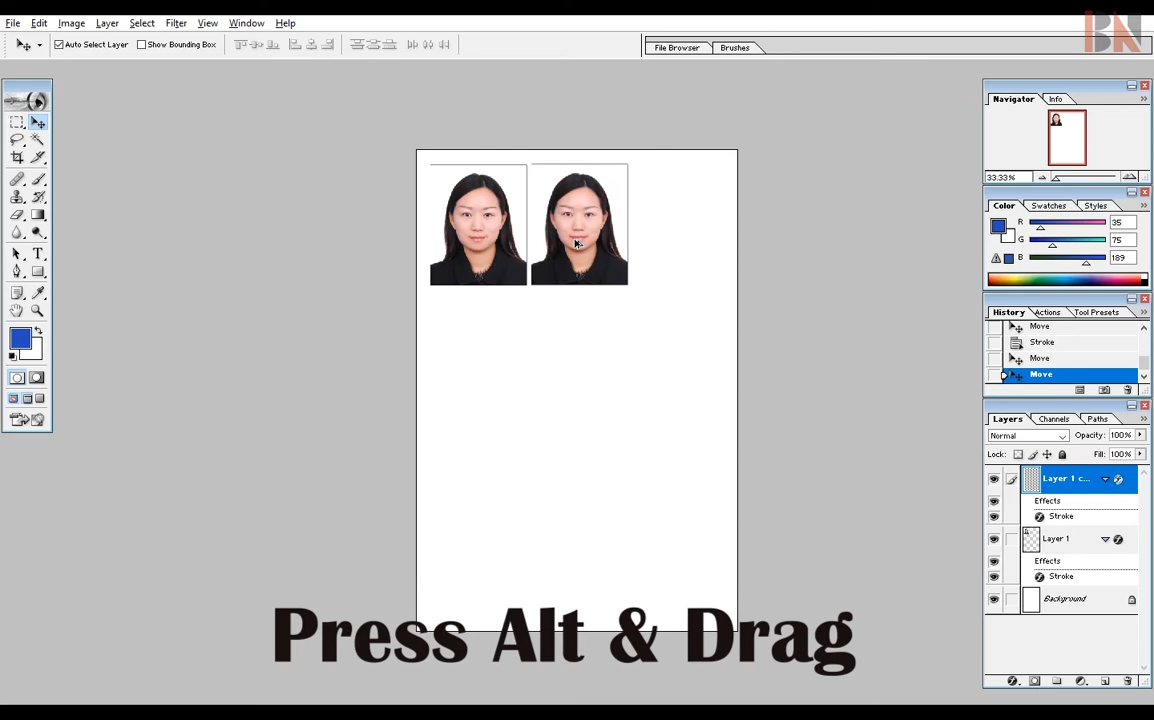 BN
File Edit Image Layer Select Filter View Window Help
Auto Select Layer Show Bounding Box
File Browser Brushes
Navigator Info
33.33%
Color Swatches Styles
R 35
G 75
B 189
History Actions Tool Presets
Move
Stroke
Move
Move
Layers Channels Paths
Normal Opacity: 100%
Lock: Fill: 100%
Layer 1 c...
Effects
Stroke
Layer 1
Effects
Stroke
Background
Press Alt & Drag